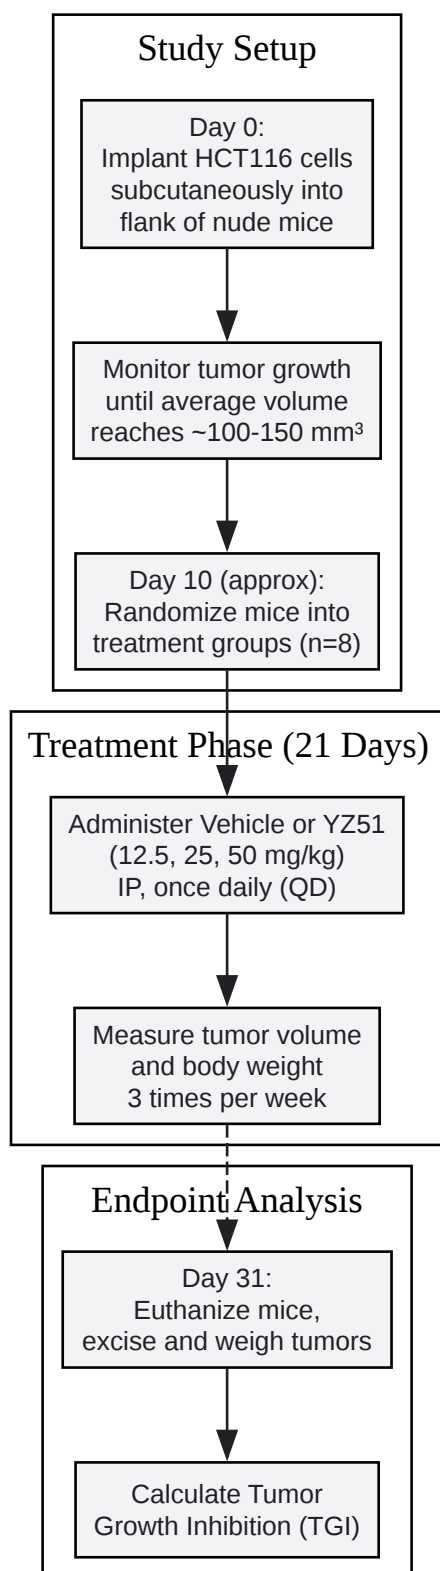 Study Setup
Day 0:
Implant HCT116 cells
subcutaneously into
flank of nude mice
Monitor tumor growth
until average volume
reaches ~100-150 mm³
Day 10 (approx):
Randomize mice into
treatment groups (n=8)
Treatment Phase (21 Days)
Administer Vehicle or YZ51
(12.5, 25, 50 mg/kg)
IP, once daily (QD)
Measure tumor volume
and body weight
3 times per week
Endpoint Analysis
Day 31:
Euthanize mice,
excise and weigh tumors
Calculate Tumor
Growth Inhibition (TGI)